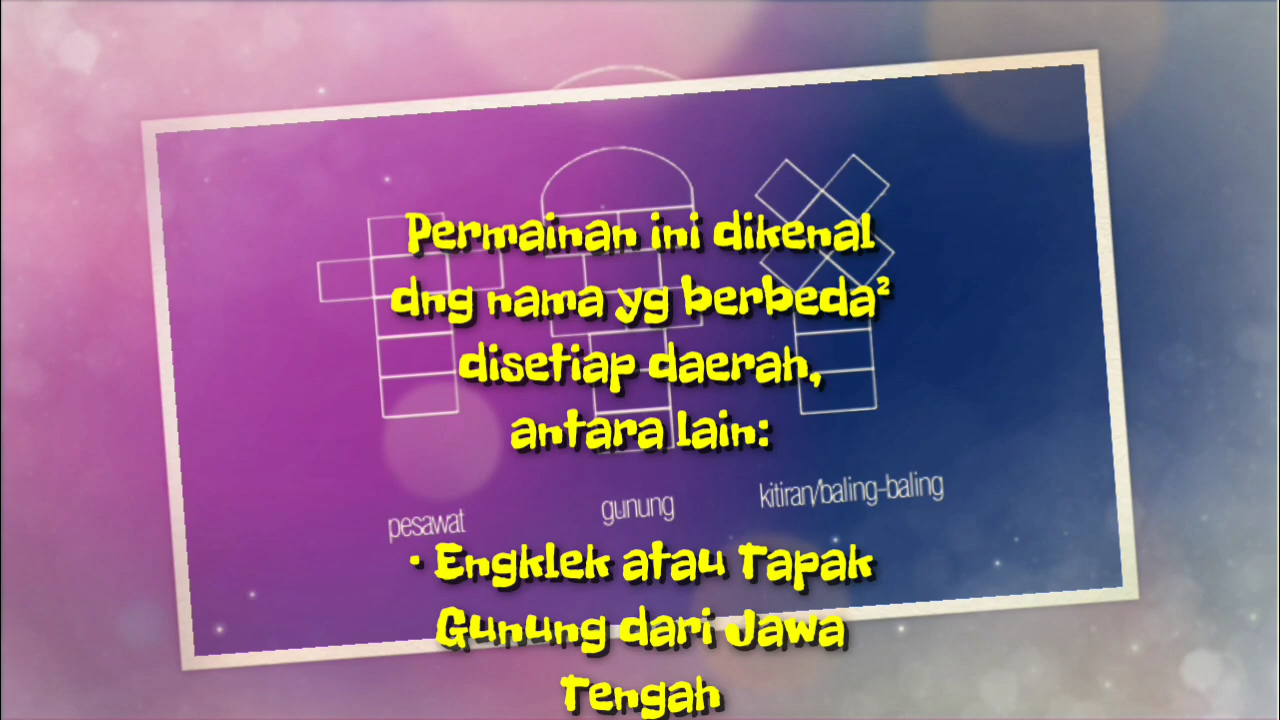 Permainan ini dikenal
dng nama yg berbeda²
disetiap daerah,
antara lain:
pesawat
gunung
kitiran/baling-baling
• Engklek atau Tapak
Gunung dari Jawa
Tengah